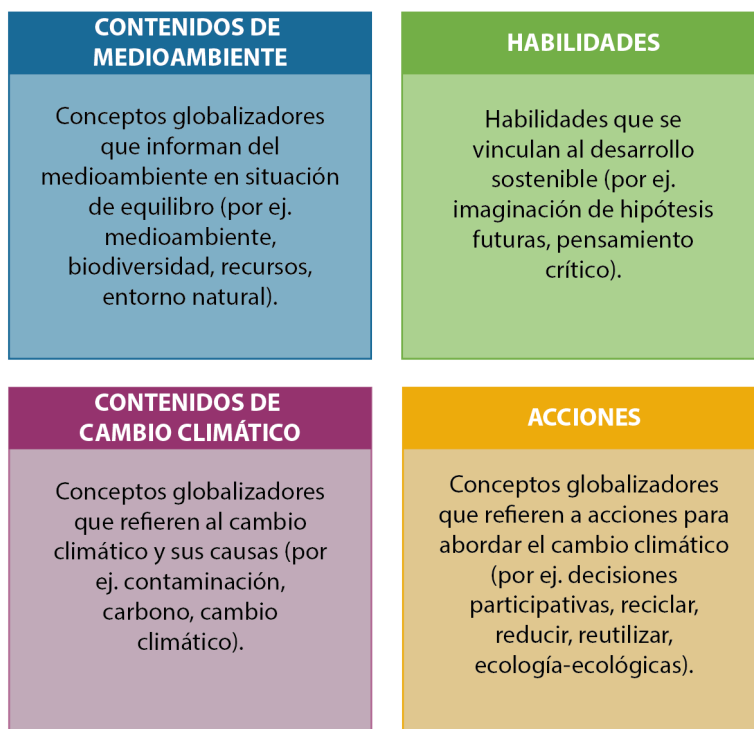 CONTENIDOS DE
MEDIOAMBIENTE
Conceptos globalizadores
que informan del
medioambiente en situación
de equilibro (por ej.
medioambiente,
biodiversidad, recursos,
entorno natural).
HABILIDADES
Habilidades que se
vinculan al desarrollo
sostenible (por ej.
imaginación de hipótesis
futuras, pensamiento
crítico).
CONTENIDOS DE
CAMBIO CLIMÁTICO
Conceptos globalizadores
que refieren al cambio
climático y sus causas (por
ej. contaminación,
carbono, cambio
climático).
ACCIONES
Conceptos globalizadores
que refieren a acciones para
abordar el cambio climático
(por ej. decisiones
participativas, reciclar,
reducir, reutilizar,
ecología-ecológicas).